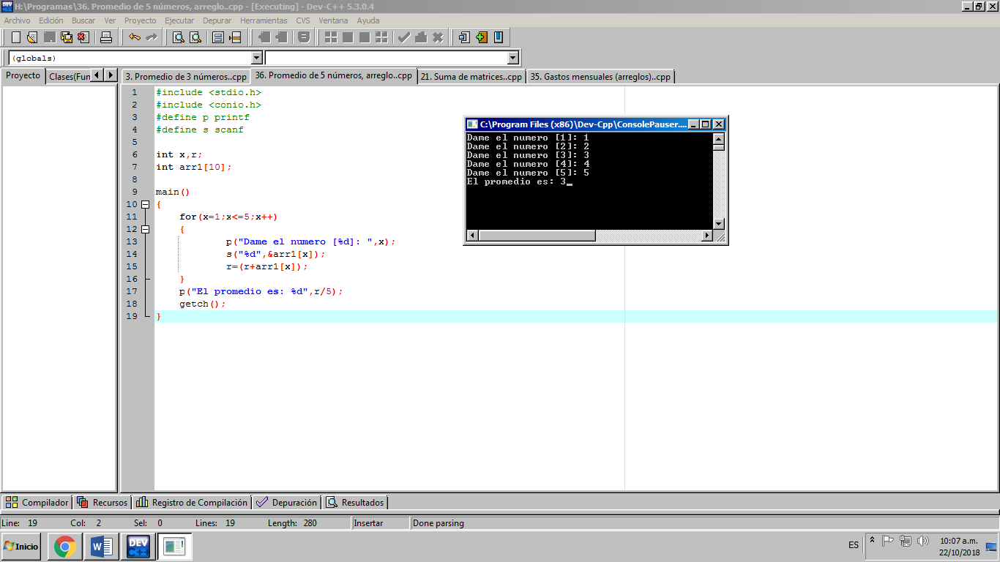 H:\Programas\36. Promedio de 5 números, arreglo..cpp - [Executing] - Dev-C++ 5.3.0.4
Archivo Edición Buscar Ver Proyecto Ejecutar Depurar Herramientas CVS Ventana Ayuda
(globals)
Proyecto Clases(Fun 3. Promedio de 3 números..cpp 36. Promedio de 5 números, arreglo..cpp 21. Suma de matrices..cpp 35. Gastos mensuales (arreglos)..cpp
1 #include <stdio.h>
2 #include <conio.h>
3 #define p printf
4 #define s scanf
5
6 int x,r;
7 int arr1[10];
8
9 main()
10 {
11 for(x=1;x<=5;x++)
12 {
13 p("Dame el numero [%d]: ",x);
14 s("%d",&arr1[x]);
15 r=(r+arr1[x]);
16 }
17 p("El promedio es: %d",r/5);
18 getch();
19 }
C:\Program Files (x86)\Dev-Cpp\ConsolePauser....
Dame el numero [1]: 1
Dame el numero [2]: 2
Dame el numero [3]: 3
Dame el numero [4]: 4
Dame el numero [5]: 5
El promedio es: 3_
Compilador Recursos Registro de Compilación Depuración Resultados
Line: 19 Col: 2 Sel: 0 Lines: 19 Length: 280 Insertar Done parsing
Inicio DEV C++ ES 10:07 a.m.
22/10/2018